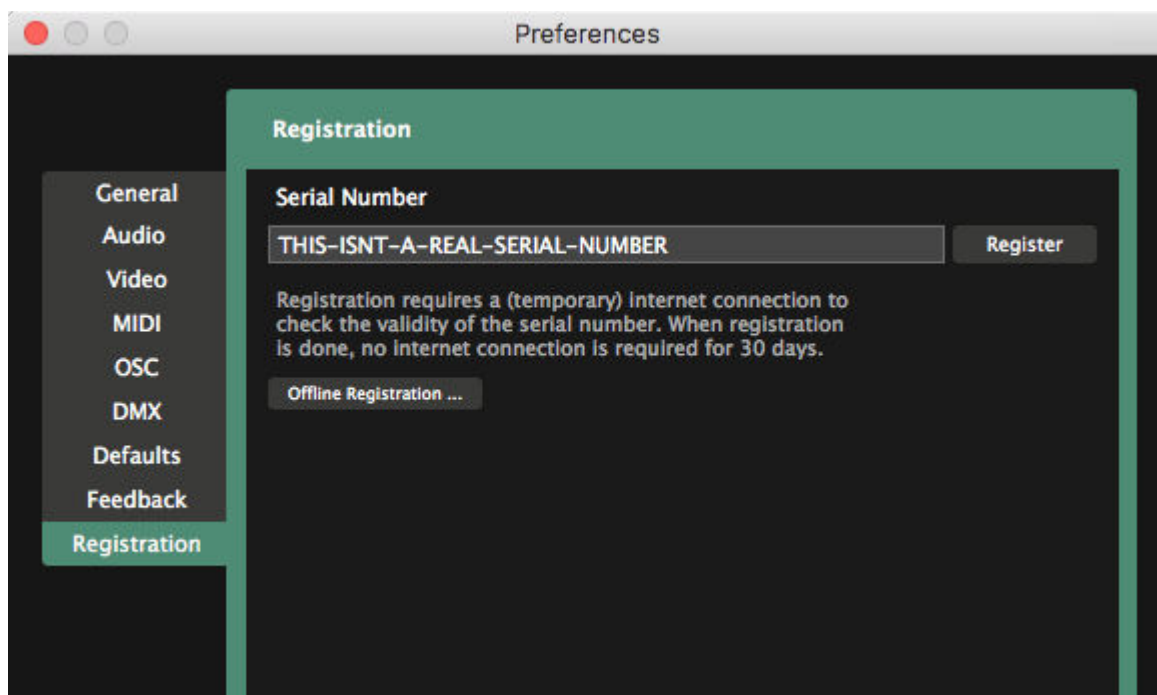 Preferences
Registration
General
Audio
Video
MIDI
OSC
DMX
Defaults
Feedback
Registration
Serial Number
THIS-ISNT-A-REAL-SERIAL-NUMBER
Register
Registration requires a (temporary) internet connection to
check the validity of the serial number. When registration
is done, no internet connection is required for 30 days.
Offline Registration ...